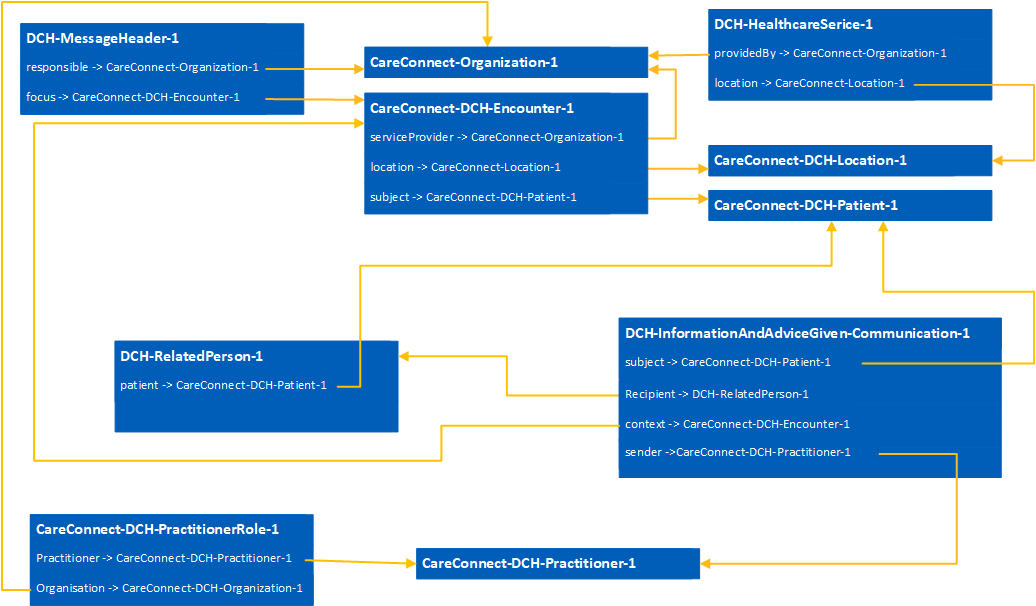 DCH-MessageHeader-1
responsible -> CareConnect-Organization-1
focus -> CareConnect-DCH-Encounter-1
CareConnect-Organization-1
CareConnect-DCH-Encounter-1
serviceProvider -> CareConnect-Organization-1
location -> CareConnect-Location-1
subject -> CareConnect-DCH-Patient-1
DCH-HealthcareSerice-1
providedBy -> CareConnect-Organization-1
location -> CareConnect-Location-1
CareConnect-DCH-Location-1
CareConnect-DCH-Patient-1
DCH-RelatedPerson-1
patient -> CareConnect-DCH-Patient-1
DCH-InformationAndAdviceGiven-Communication-1
subject -> CareConnect-DCH-Patient-1
Recipient -> DCH-RelatedPerson-1
context -> CareConnect-DCH-Encounter-1
sender ->CareConnect-DCH-Practitioner-1
CareConnect-DCH-PractitionerRole-1
Practitioner -> CareConnect-DCH-Practitioner-1
Organisation -> CareConnect-DCH-Organization-1
CareConnect-DCH-Practitioner-1